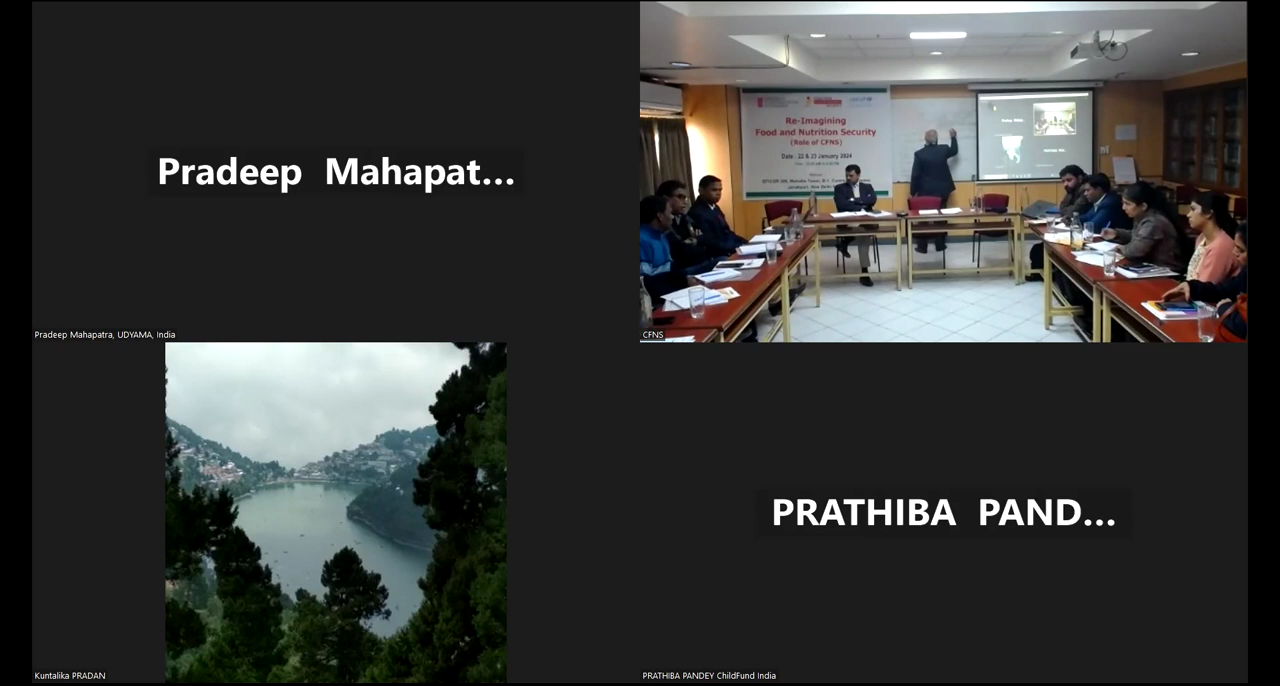 Pradeep Mahapat...
Pradeep Mahapatra, UDYAMA, India
Re-Imagining
Food and Nutrition Security
(Role of CFNS)
Date : 22 & 23 January 2024
CFNS
Kuntalika PRADAN
PRATHIBA PAND...
PRATHIBA PANDEY ChildFund India